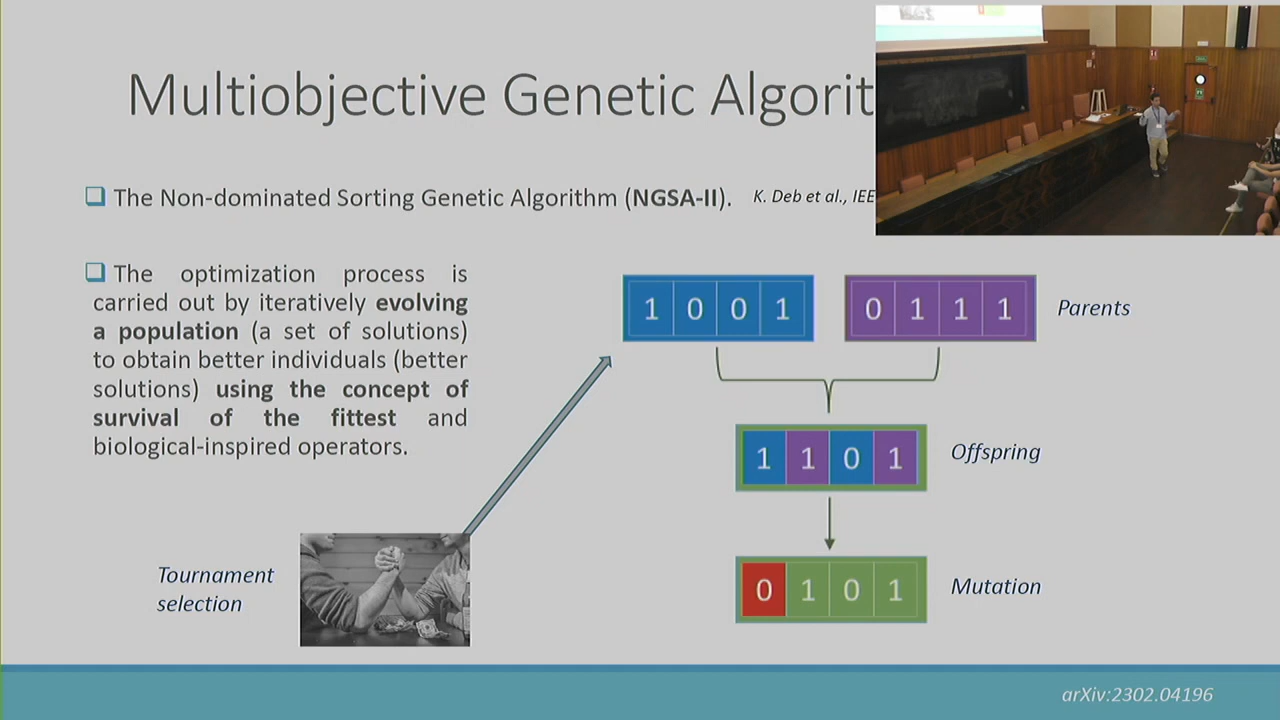 Multiobjective Genetic Algorit
The Non-dominated Sorting Genetic Algorithm (NGSA-II). K. Deb et al., IEE
The optimization process is
carried out by iteratively evolving
a population (a set of solutions)
to obtain better individuals (better
solutions) using the concept of
survival of the fittest and
biological-inspired operators.
1 0 0 1 0 1 1 1 Parents
1 1 0 1 Offspring
0 1 0 1 Mutation
Tournament
selection
arXiv:2302.04196